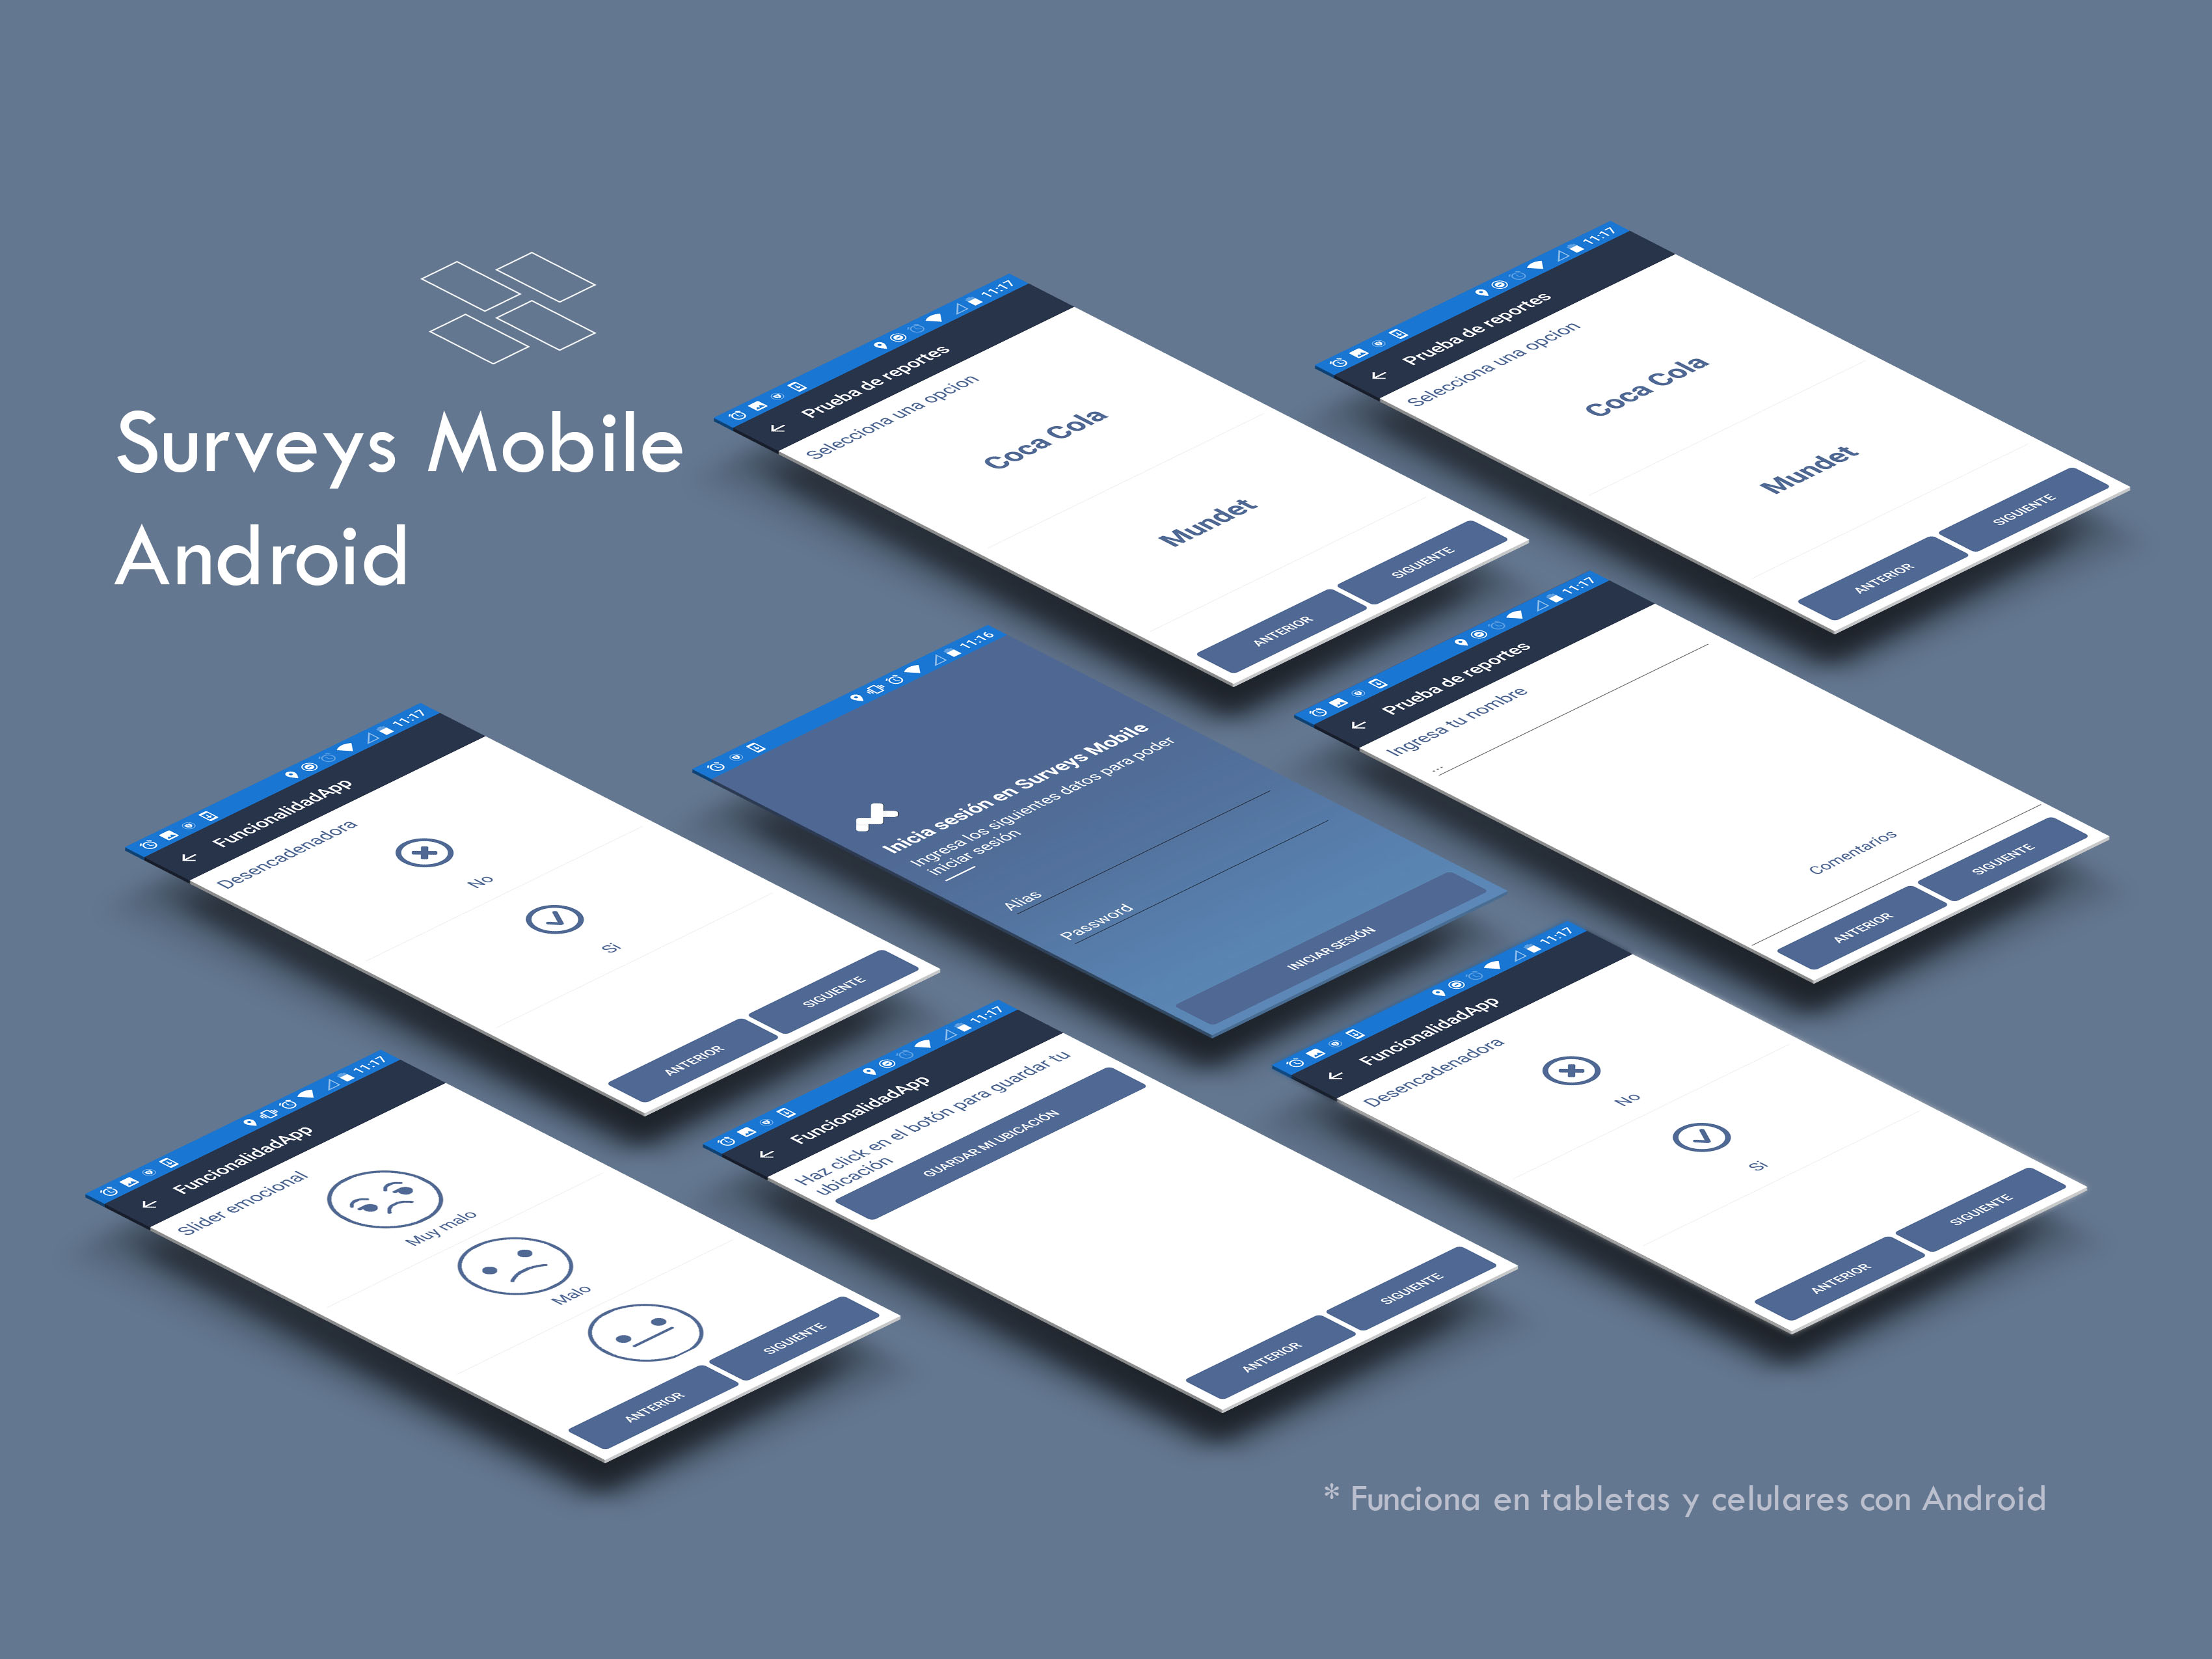 Surveys Mobile
Android
11:17
Prueba de reportes
Selecciona una opcion
Coca Cola
Mundet
ANTERIOR
SIGUIENTE
11:17
Prueba de reportes
Selecciona una opcion
Coca Cola
Mundet
ANTERIOR
SIGUIENTE
11:17
FuncionalidadApp
Desencadenadora
No
Si
ANTERIOR
SIGUIENTE
11:16
Inicia sesión en Surveys Mobile
Ingresa los siguientes datos para poder
iniciar sesión
Alias
Password
INICIAR SESIÓN
11:17
Prueba de reportes
Ingresa tu nombre
...
Comentarios
ANTERIOR
SIGUIENTE
11:17
FuncionalidadApp
Slider emocional
Muy malo
Malo
ANTERIOR
SIGUIENTE
11:17
FuncionalidadApp
Haz click en el botón para guardar tu
ubicación
GUARDAR MI UBICACIÓN
ANTERIOR
SIGUIENTE
11:17
FuncionalidadApp
Desencadenadora
No
Si
ANTERIOR
SIGUIENTE
* Funciona en tabletas y celulares con Android